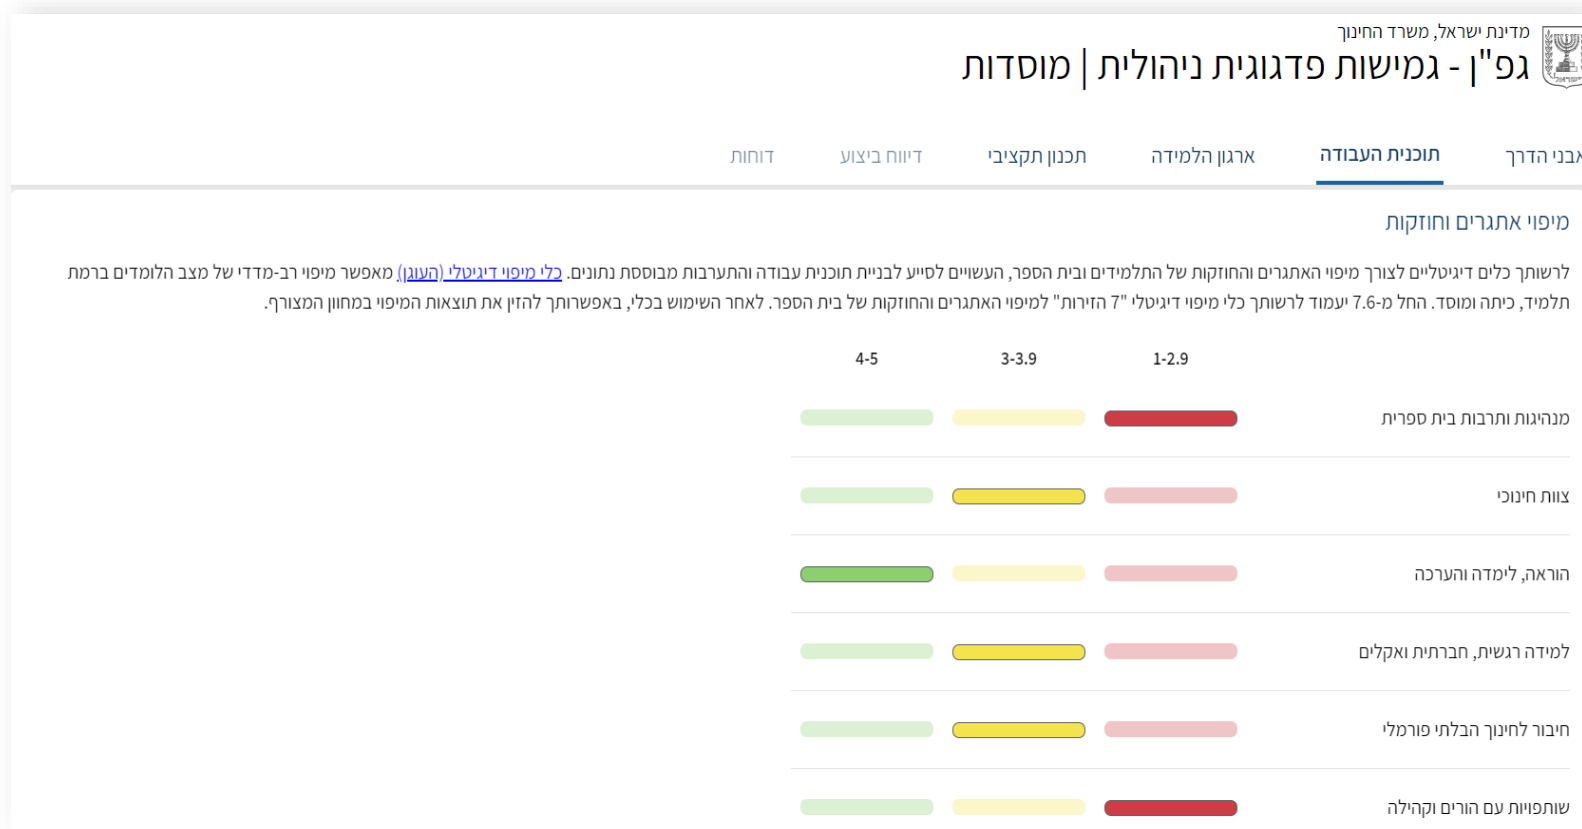 מדינת ישראל, משרד החינוך
גפ"ן - גמישות פדגוגית ניהולית | מוסדות
אבני הדרך תוכנית העבודה ארגון הלמידה תכנון תקציבי דיווח ביצוע דוחות
מיפוי אתגרים וחוזקות
לרשותך כלים דיגיטליים לצורך מיפוי האתגרים והחוזקות של התלמידים ובית הספר, העשויים לסייע לבניית תוכנית עבודה והתערבות מבוססת נתונים. כלי מיפוי דיגיטלי (העוגן) מאפשר מיפוי רב-מדדי של מצב הלומדים ברמת
תלמיד, כיתה ומוסד. החל מ-7.6 יעמוד לרשותך כלי מיפוי דיגיטלי "7 הזירות" למיפוי האתגרים והחוזקות של בית הספר. לאחר השימוש בכלי, באפשרותך להזין את תוצאות המיפוי במחוון המצורף.
1-2.9 3-3.9 4-5
מנהיגות ותרבות בית ספרית
צוות חינוכי
הוראה, לימדה והערכה
למידה רגשית, חברתית ואקלים
חיבור לחינוך הבלתי פורמלי
שותפויות עם הורים וקהילה